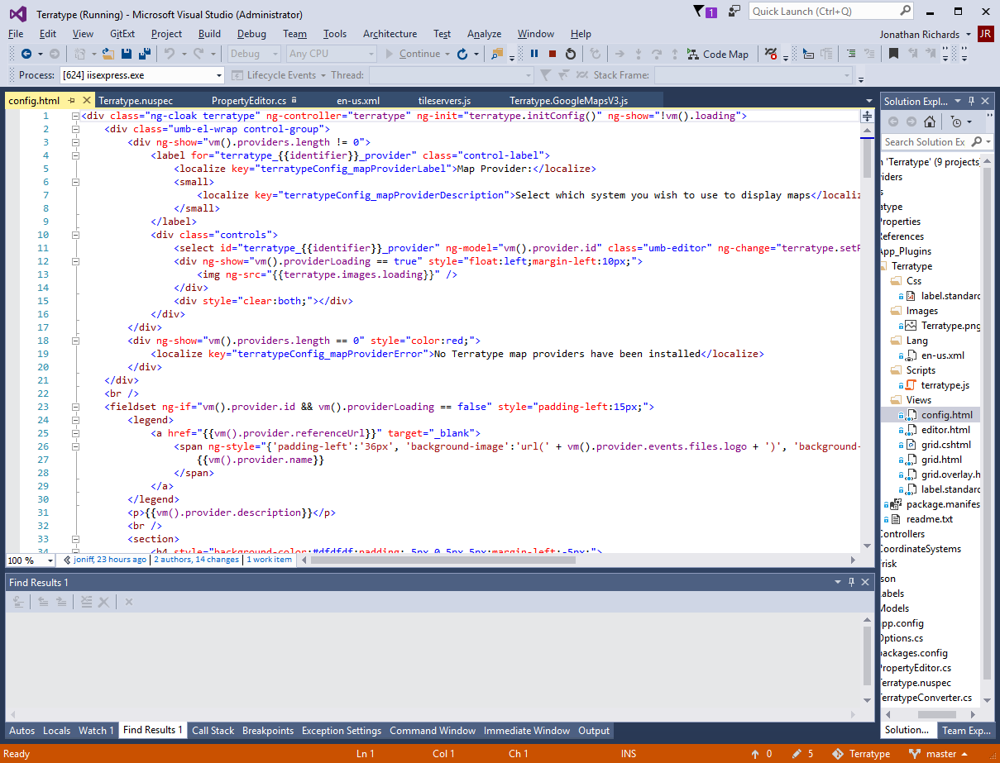 Terratype (Running) - Microsoft Visual Studio (Administrator)
1
Quick Launch (Ctrl+Q)
File Edit View GitExt Project Build Debug Team Tools Architecture Test Analyze Window Help
Jonathan Richards JR
Debug Any CPU Continue Code Map
Process: [624] iisexpress.exe Lifecycle Events Thread: Stack Frame:
config.html Terratype.nuspec PropertyEditor.cs en-us.xml tileservers.js Terratype.GoogleMapsV3.js
1 <div class="ng-cloak terratype" ng-controller="terratype" ng-init="terratype.initConfig()" ng-show="!vm().loading">
2 <div class="umb-el-wrap control-group">
3 <div ng-show="vm().providers.length != 0">
4 <label for="terratype_{{identifier}}_provider" class="control-label">
5 <localize key="terratypeConfig_mapProviderLabel">Map Provider:</localize>
6 <small>
7 <localize key="terratypeConfig_mapProviderDescription">Select which system you wish to use to display maps</localiz
8 </small>
9 </label>
10 <div class="controls">
11 <select id="terratype_{{identifier}}_provider" ng-model="vm().provider.id" class="umb-editor" ng-change="terratype.setP
12 <div ng-show="vm().providerLoading == true" style="float:left;margin-left:10px;">
13 <img ng-src="{{terratype.images.loading}}" />
14 </div>
15 <div style="clear:both;"></div>
16 </div>
17 </div>
18 <div ng-show="vm().providers.length == 0" style="color:red;">
19 <localize key="terratypeConfig_mapProviderError">No Terratype map providers have been installed</localize>
20 </div>
21 </div>
22 <br />
23 <fieldset ng-if="vm().provider.id && vm().providerLoading == false" style="padding-left:15px;">
24 <legend>
25 <a href="{{vm().provider.referenceUrl}}" target="_blank">
26 <span ng-style="{'padding-left':'36px', 'background-image':'url(' + vm().provider.events.files.logo + ')', 'background-
27 {{vm().provider.name}}
28 </span>
29 </a>
30 </legend>
31 <p>{{vm().provider.description}}</p>
32 <br />
33 <section>
34 <h4 style="background-color:#dfdfdf;padding: 5px 0 5px 5px;margin-left:-5px;">
100 % joniff, 23 hours ago | 2 authors, 14 changes | 1 work item
Find Results 1
Autos Locals Watch 1 Find Results 1 Call Stack Breakpoints Exception Settings Command Window Immediate Window Output
Solution Expl...
Search Solution Ex
n 'Terratype' (9 projects)
viders
s
atype
Properties
References
App_Plugins
Terratype
Css
label.standard
Images
Terratype.png
Lang
en-us.xml
Scripts
terratype.js
Views
config.html
editor.html
grid.cshtml
grid.html
grid.overlay.h
label.standard
package.manifes
readme.txt
Controllers
CoordinateSystems
Frisk
son
Labels
Models
app.config
Options.cs
packages.config
PropertyEditor.cs
Terratype.nuspec
TerratypeConverter.cs
Solution... Team Exp...
Ready Ln 1 Col 1 Ch 1 INS 0 5 Terratype master